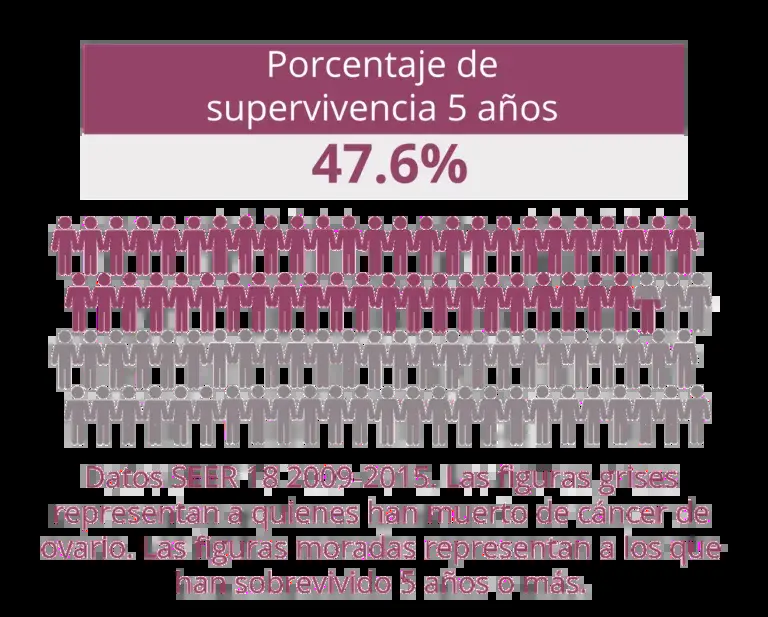 Porcentaje de
supervivencia 5 años
47.6%
Datos SEER 18 2009-2015. Las figuras grises
representan a quienes han muerto de cáncer de
ovario. Las figuras moradas representan a los que
han sobrevivido 5 años o más.